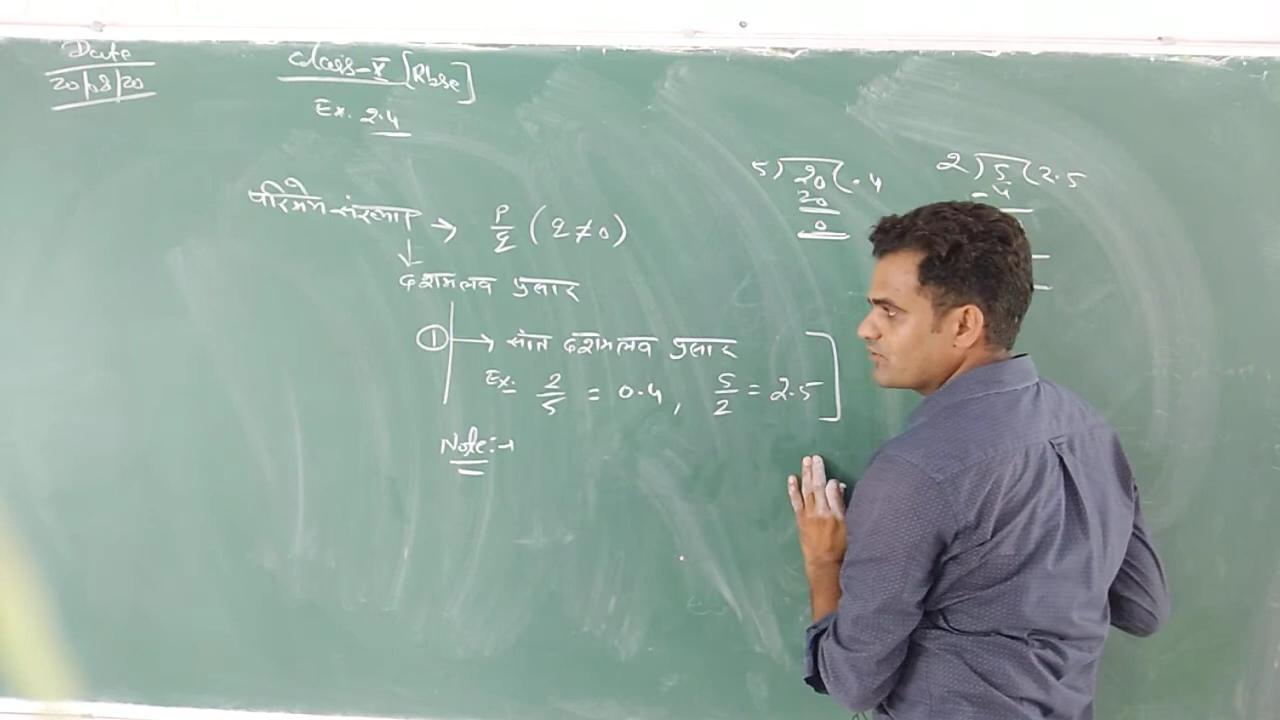 Date
20/08/20
Class-X [Rbse]
Ex. 2.4
परिमेय संख्या → p/q (q ≠ 0)
↓
दशमलव प्रसार
① → सांत दशमलव प्रसार
Ex. 2/5 = 0.4, 5/2 = 2.5
Note:→
5) 20 (.4
20
0
2) 5 (2.5
-4